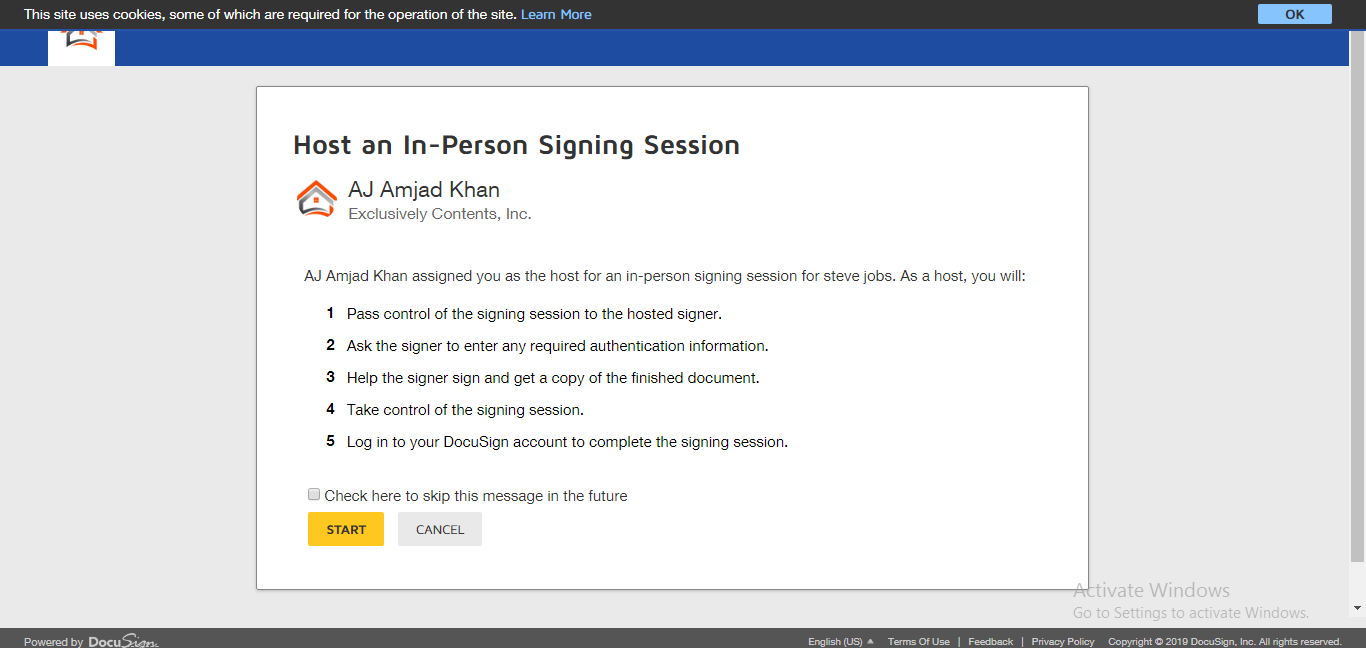 This site uses cookies, some of which are required for the operation of the site. Learn More
OK
Host an In-Person Signing Session
AJ Amjad Khan
Exclusively Contents, Inc.
AJ Amjad Khan assigned you as the host for an in-person signing session for steve jobs. As a host, you will:
1 Pass control of the signing session to the hosted signer.
2 Ask the signer to enter any required authentication information.
3 Help the signer sign and get a copy of the finished document.
4 Take control of the signing session.
5 Log in to your DocuSign account to complete the signing session.
Check here to skip this message in the future
START CANCEL
Activate Windows
Go to Settings to activate Windows.
Powered by DocuSign English (US) Terms Of Use | Feedback | Privacy Policy Copyright © 2019 DocuSign, Inc. All rights reserved.